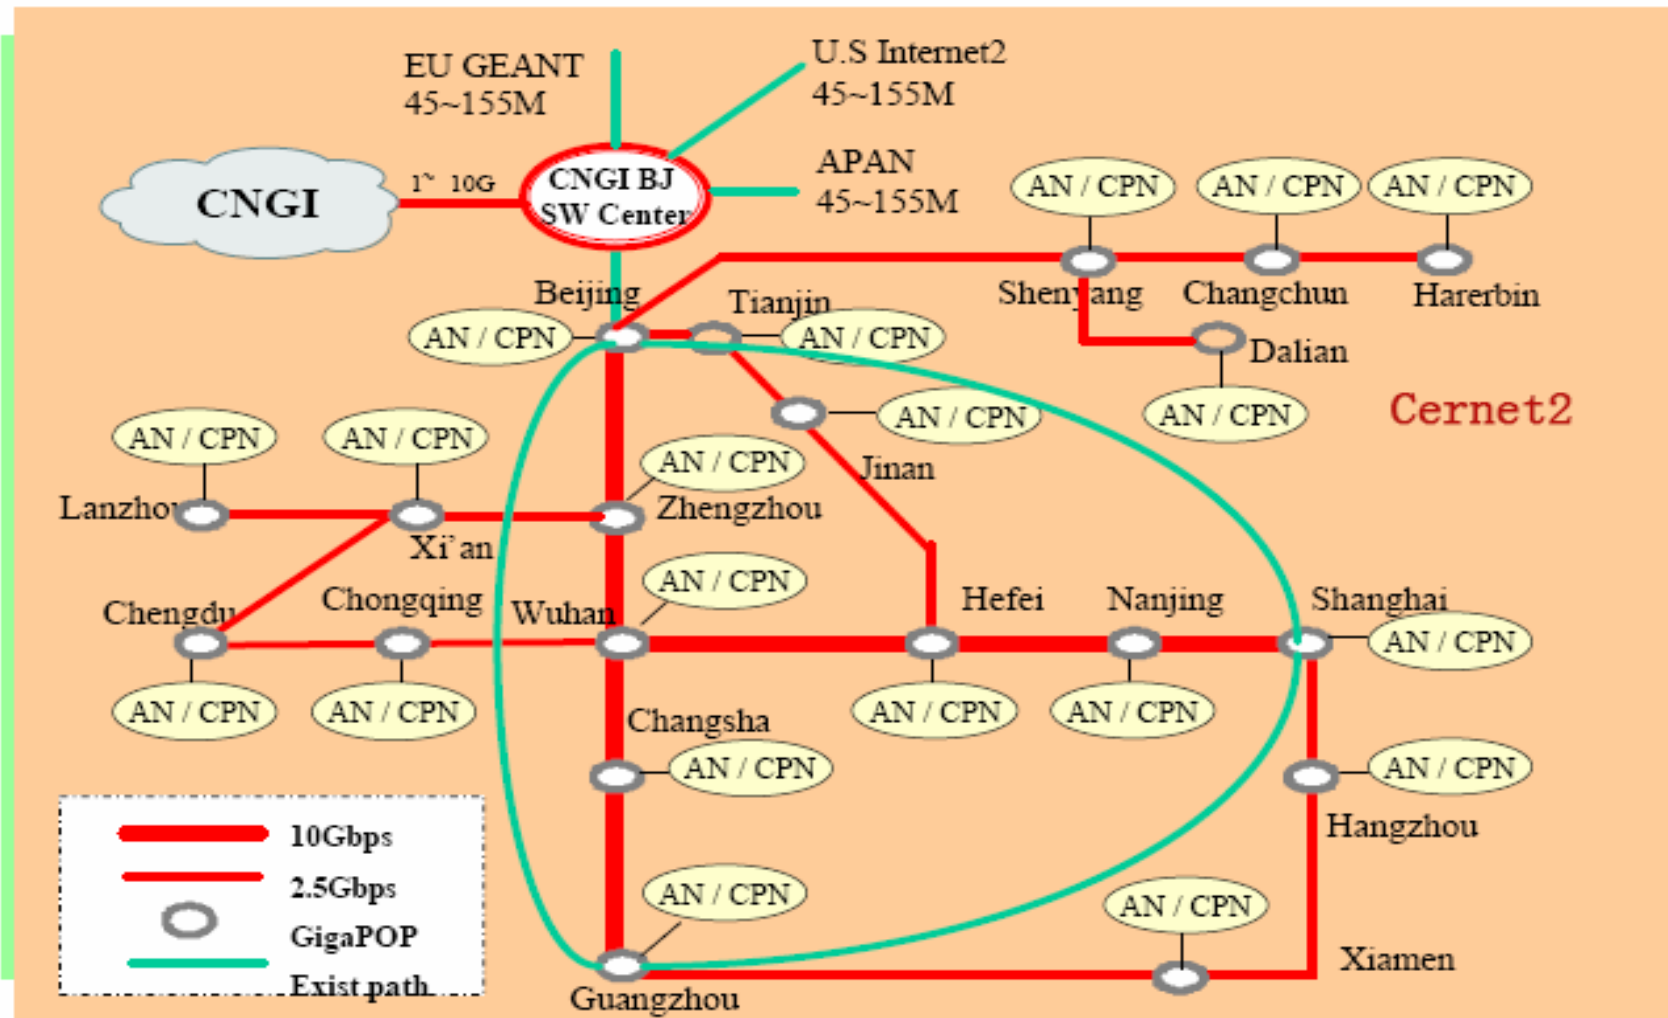 EU GEANT
45~155M
U.S Internet2
45~155M
APAN
45~155M
CNGI
1~ 10G
CNGI BJ
SW Center
AN / CPN
AN / CPN
AN / CPN
Beijing
Tianjin
Shenyang
Changchun
Harerbin
AN / CPN
AN / CPN
Dalian
AN / CPN
AN / CPN
Cernet2
AN / CPN
AN / CPN
AN / CPN
Jinan
Lanzhou
Zhengzhou
Xi'an
AN / CPN
Chengdu
Chongqing
Wuhan
Hefei
Nanjing
Shanghai
AN / CPN
AN / CPN
AN / CPN
AN / CPN
AN / CPN
Changsha
AN / CPN
AN / CPN
Hangzhou
10Gbps
2.5Gbps
GigaPOP
Exist path
AN / CPN
AN / CPN
Xiamen
Guangzhou